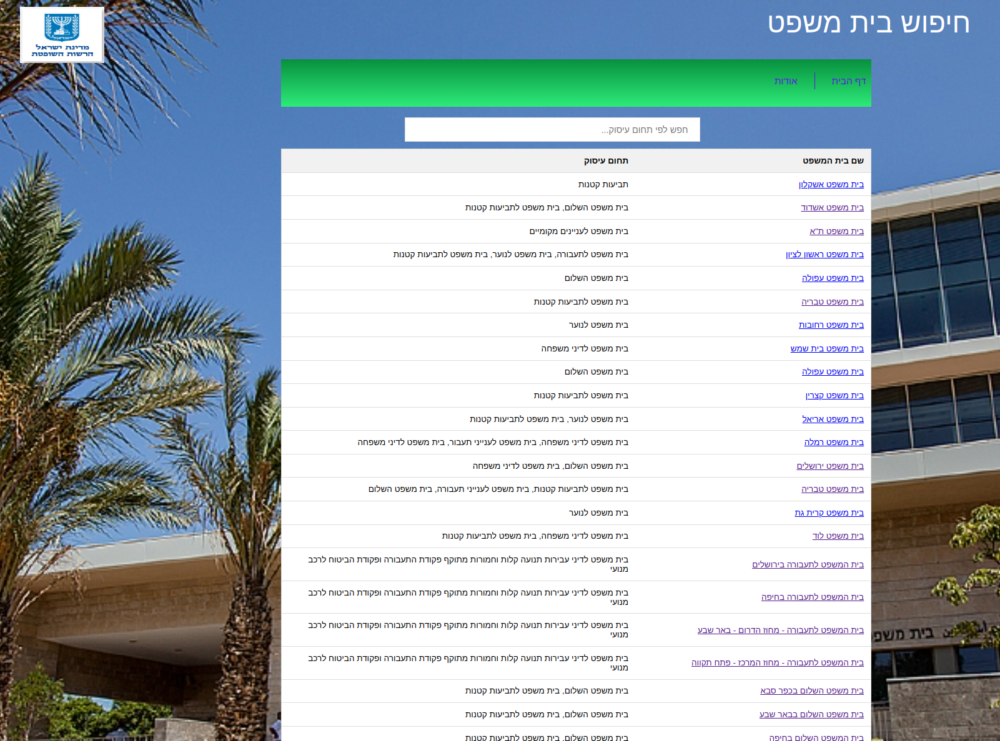 חיפוש בית משפט
מדינת ישראל
הרשות השופטת
דף הבית אודות
חפש לפי תחום עיסוק...
שם בית המשפט תחום עיסוק
בית משפט אשקלון תביעות קטנות
בית משפט אשדוד בית משפט השלום, בית משפט לתביעות קטנות
בית משפט ת"א בית משפט לעניינים מקומיים
בית משפט ראשון לציון בית משפט לתעבורה, בית משפט לנוער, בית משפט לתביעות קטנות
בית משפט עפולה בית משפט השלום
בית משפט טבריה בית משפט לתביעות קטנות
בית משפט רחובות בית משפט לנוער
בית משפט בית שמש בית משפט לדיני משפחה
בית משפט עפולה בית משפט השלום
בית משפט קצרין בית משפט לתביעות קטנות
בית משפט אריאל בית משפט לנוער, בית משפט לתביעות קטנות
בית משפט רמלה בית משפט לדיני משפחה, בית משפט לענייני תעבור, בית משפט לדיני משפחה
בית משפט ירושלים בית משפט השלום, בית משפט לדיני משפחה
בית משפט טבריה בית משפט לתביעות קטנות, בית משפט לענייני תעבורה, בית משפט השלום
בית משפט קרית גת בית משפט לנוער
בית משפט לוד בית משפט לדיני משפחה, בית משפט לתביעות קטנות
בית המשפט לתעבורה בירושלים בית משפט לדיני עבירות תנועה קלות וחמורות מתוקף פקודת התעבורה ופקודת הביטוח לרכב
מנועי
בית המשפט לתעבורה בחיפה בית משפט לדיני עבירות תנועה קלות וחמורות מתוקף פקודת התעבורה ופקודת הביטוח לרכב
מנועי
בית המשפט לתעבורה - מחוז הדרום - באר שבע בית משפט לדיני עבירות תנועה קלות וחמורות מתוקף פקודת התעבורה ופקודת הביטוח לרכב
מנועי
בית המשפט לתעבורה - מחוז המרכז - פתח תקווה בית משפט לדיני עבירות תנועה קלות וחמורות מתוקף פקודת התעבורה ופקודת הביטוח לרכב
מנועי
בית משפט השלום בכפר סבא בית משפט השלום, בית משפט לתביעות קטנות
בית משפט השלום בבאר שבע בית משפט השלום, בית משפט לתביעות קטנות
בית המשפט השלום בחיפה בית משפט השלום, בית משפט לתביעות קטנות
בית משפט